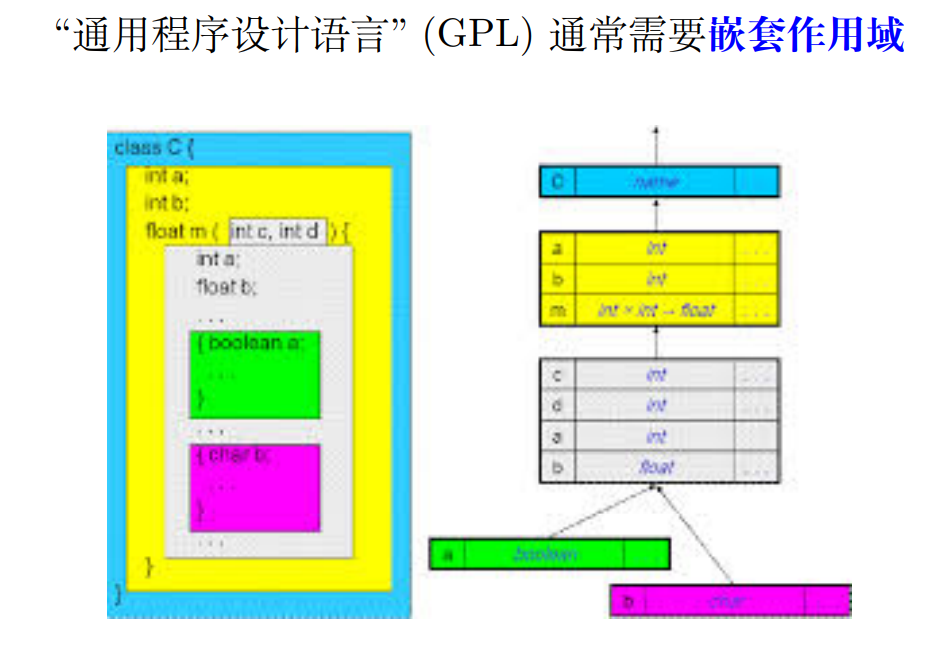 “通用程序设计语言” (GPL) 通常需要嵌套作用域
class C {
int a;
int b;
float m ( int c, int d ) {
int a;
float b;
. . .
{ boolean a;
. . .
}
. . .
{ char b;
. . .
}
. . .
}
}
C name
a int . . .
b int . . .
m int × int → float . . .
c int . . .
d int . . .
a int . . .
b float . . .
a boolean
b char . . .